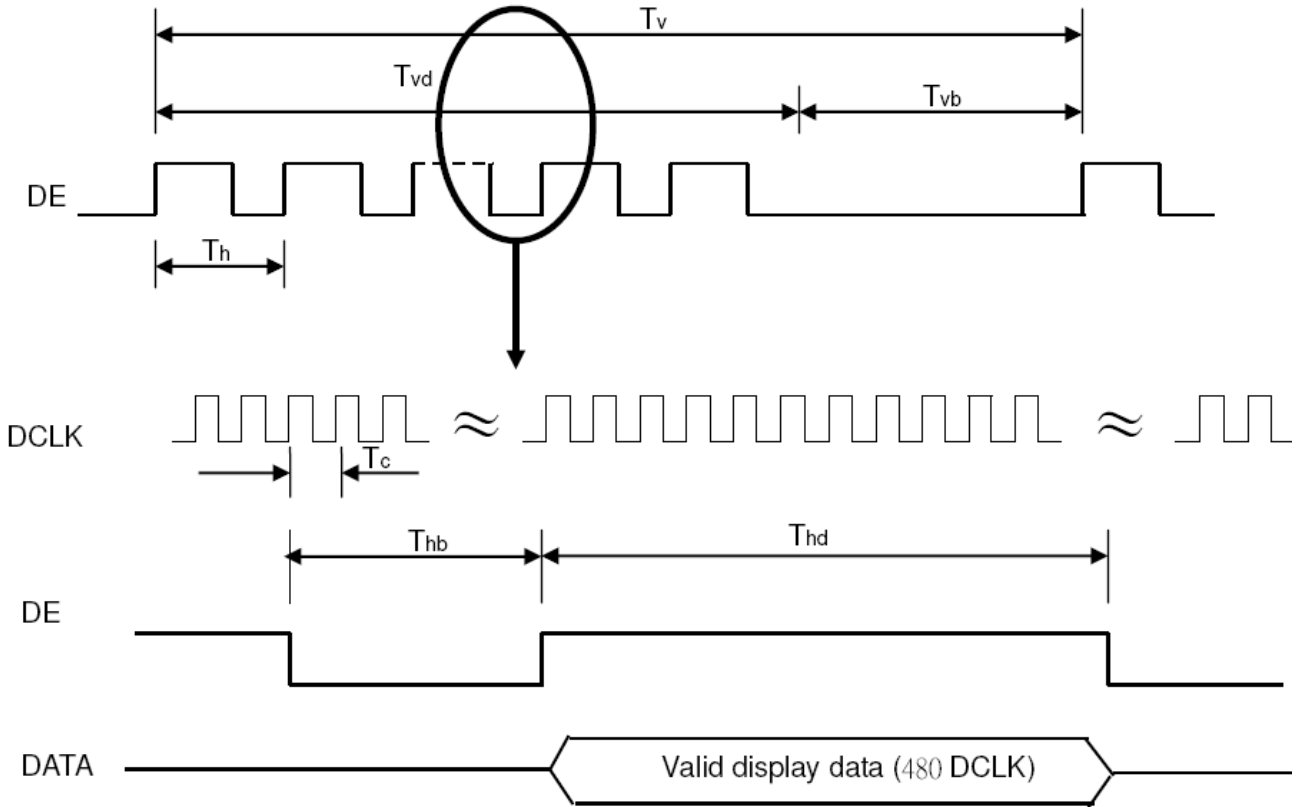 Tv
Tvd
Tvb
DE
Th
DCLK
Tc
Thb
Thd
DE
DATA
Valid display data (480 DCLK)